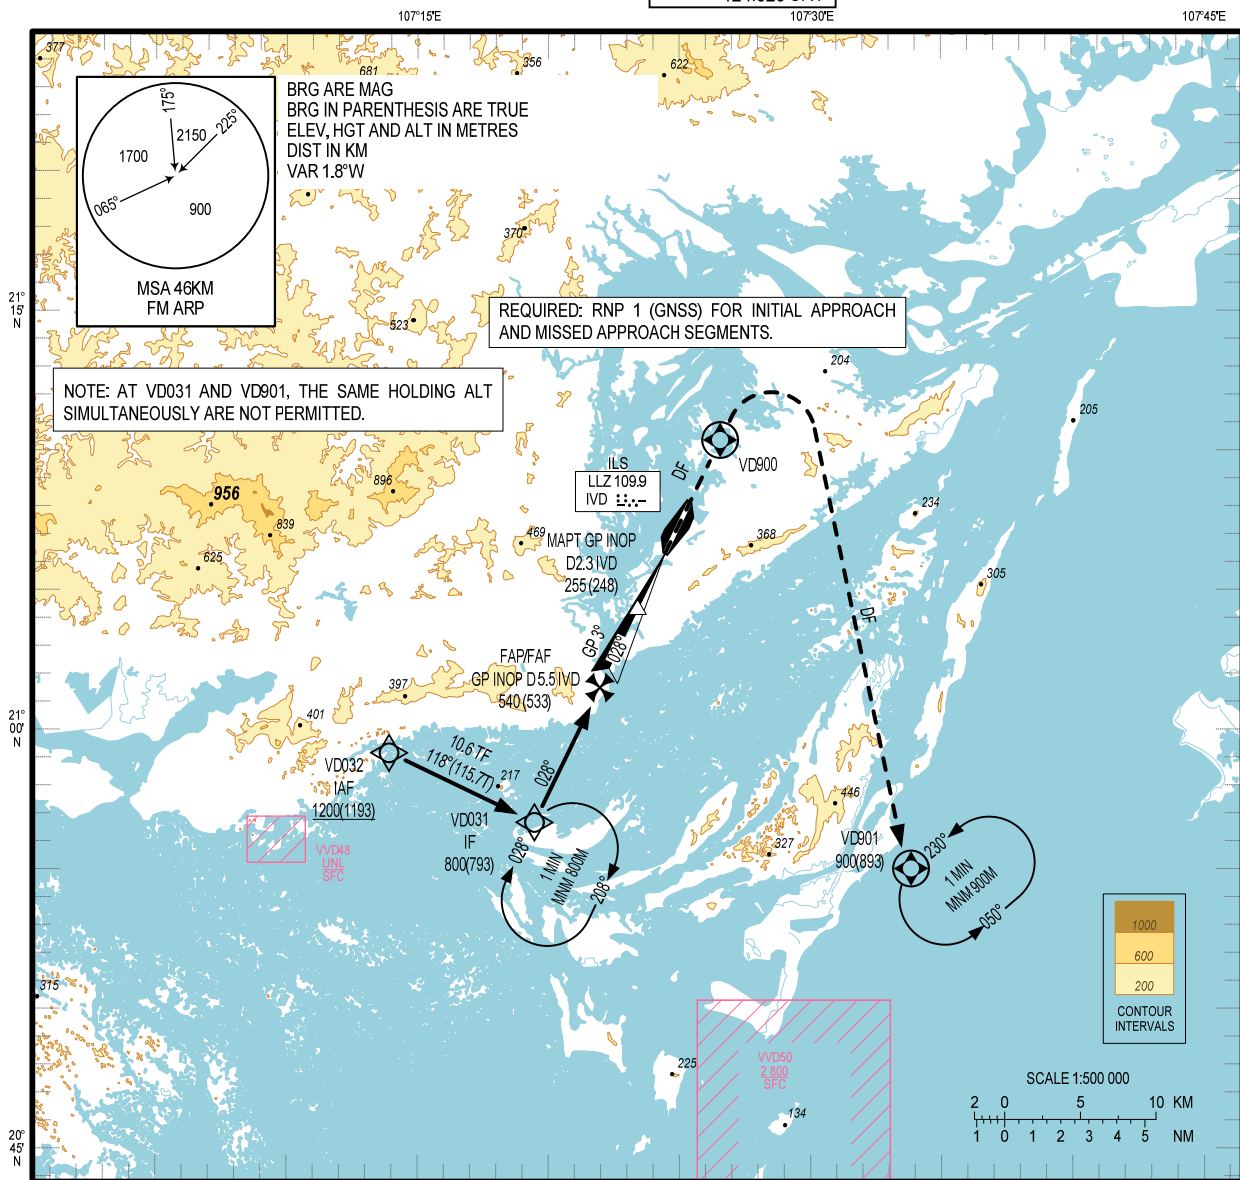 107°15'E
107°30'E
107°45'E
377
681
356
622
175°
2150
225°
1700
065°
900
MSA 46KM
FM ARP
BRG ARE MAG
BRG IN PARENTHESIS ARE TRUE
ELEV, HGT AND ALT IN METRES
DIST IN KM
VAR 1.8°W
370
21°
15'
N
523
REQUIRED: RNP 1 (GNSS) FOR INITIAL APPROACH
AND MISSED APPROACH SEGMENTS.
204
NOTE: AT VD031 AND VD901, THE SAME HOLDING ALT
SIMULTANEOUSLY ARE NOT PERMITTED.
205
VD900
DF
ILS
LLZ 109.9
IVD
956
896
839
625
469
234
368
305
MAPT GP INOP
D2.3 IVD
255(248)
DF
GP 3°
028°
FAP/FAF
GP INOP D5.5 IVD
540(533)
397
401
21°
00'
N
10.6 TF
118°(115.7T)
217
028°
VD032
IAF
1200(1193)
VD031
IF
800(793)
028°
1 MIN
MNM 800M
208°
446
327
VD901
900(893)
230°
1 MIN
MNM 900M
050°
VVD48
UNL
SFC
315
225
VVD50
2 800
SFC
134
1000
600
200
CONTOUR
INTERVALS
SCALE 1:500 000
2 0 5 10 KM
1 0 1 2 3 4 5 NM
20°
45'
N